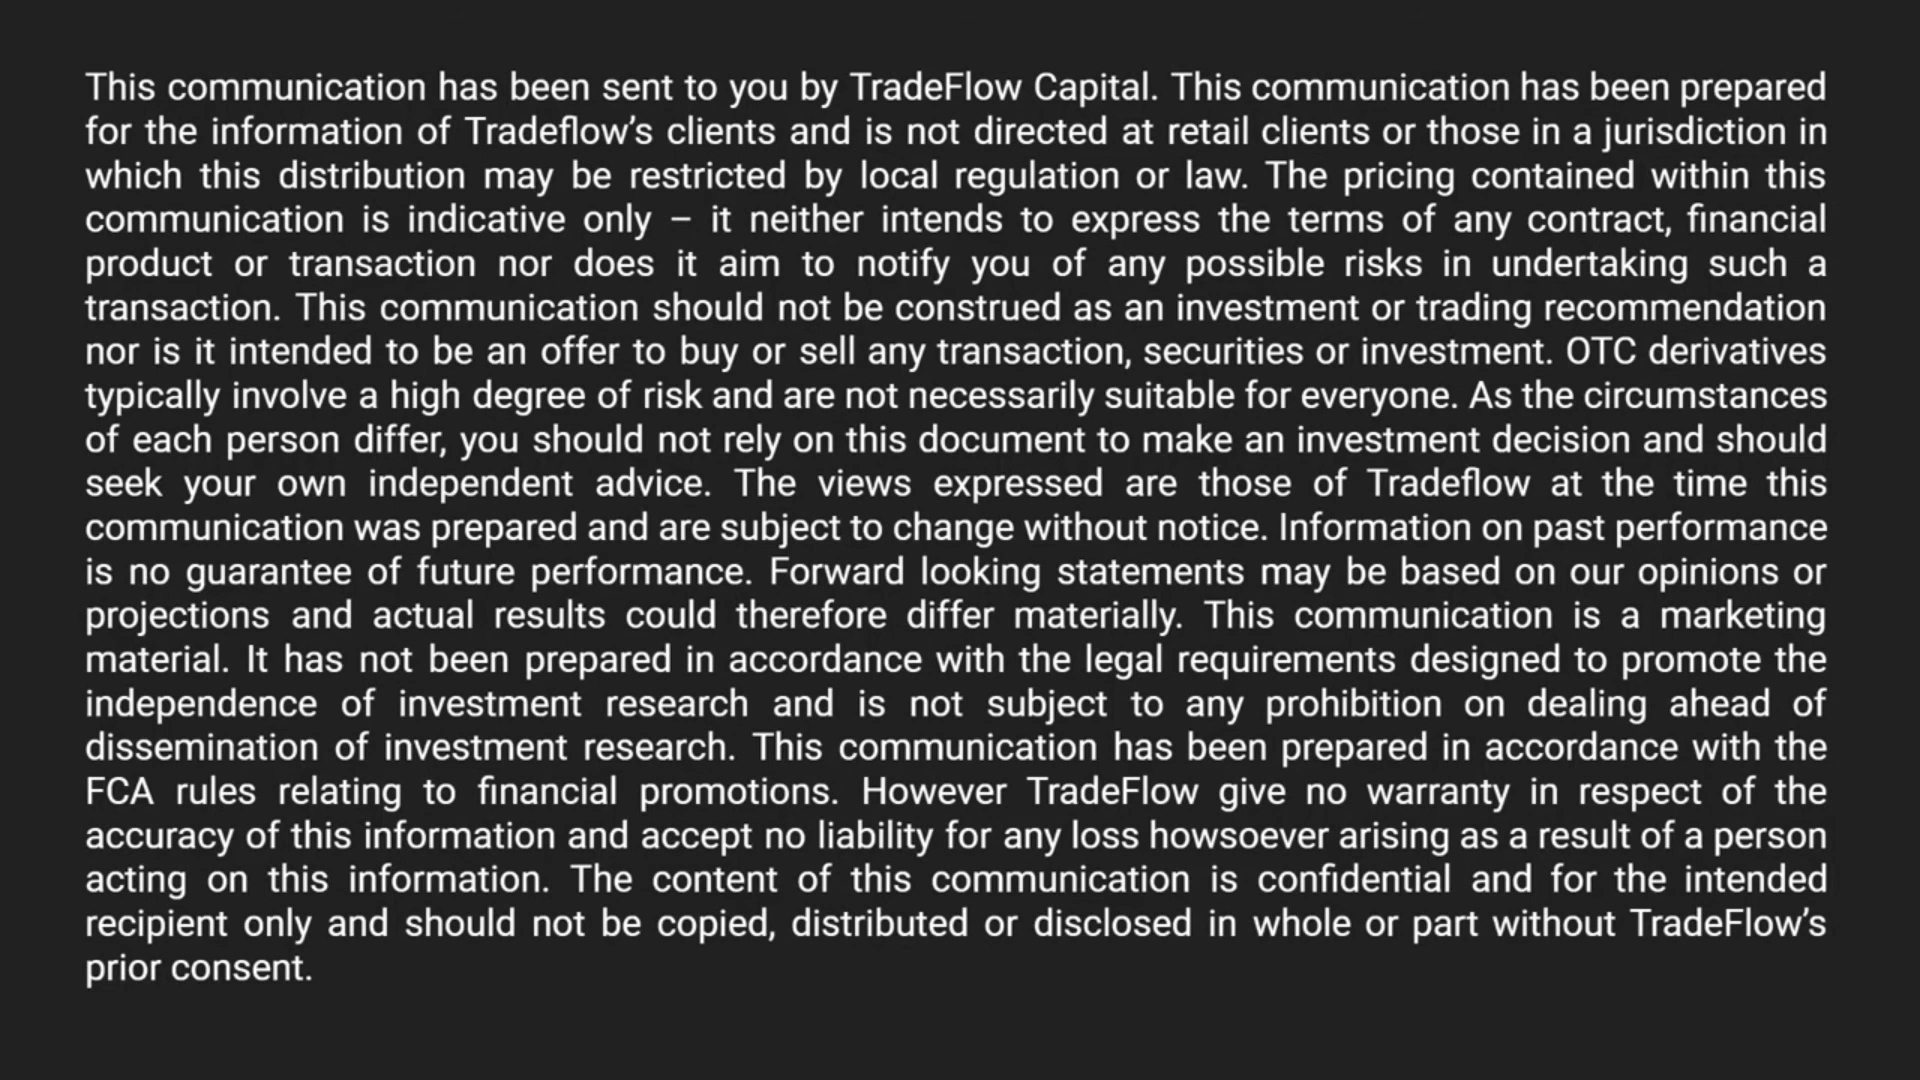 This communication has been sent to you by TradeFlow Capital. This communication has been prepared
for the information of Tradeflow’s clients and is not directed at retail clients or those in a jurisdiction in
which this distribution may be restricted by local regulation or law. The pricing contained within this
communication is indicative only – it neither intends to express the terms of any contract, financial
product or transaction nor does it aim to notify you of any possible risks in undertaking such a
transaction. This communication should not be construed as an investment or trading recommendation
nor is it intended to be an offer to buy or sell any transaction, securities or investment. OTC derivatives
typically involve a high degree of risk and are not necessarily suitable for everyone. As the circumstances
of each person differ, you should not rely on this document to make an investment decision and should
seek your own independent advice. The views expressed are those of Tradeflow at the time this
communication was prepared and are subject to change without notice. Information on past performance
is no guarantee of future performance. Forward looking statements may be based on our opinions or
projections and actual results could therefore differ materially. This communication is a marketing
material. It has not been prepared in accordance with the legal requirements designed to promote the
independence of investment research and is not subject to any prohibition on dealing ahead of
dissemination of investment research. This communication has been prepared in accordance with the
FCA rules relating to financial promotions. However TradeFlow give no warranty in respect of the
accuracy of this information and accept no liability for any loss howsoever arising as a result of a person
acting on this information. The content of this communication is confidential and for the intended
recipient only and should not be copied, distributed or disclosed in whole or part without TradeFlow’s
prior consent.